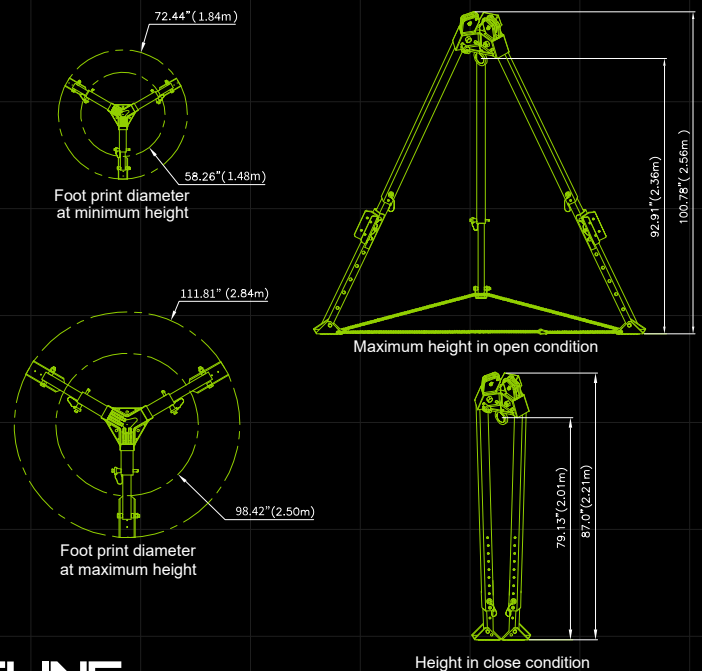 72.44”(1.84m)
58.26”(1.48m)
Foot print diameter
at minimum height
111.81” (2.84m)
98.42”(2.50m)
Foot print diameter
at maximum height
92.91”(2.36m)
100.78”(2.56m)
Maximum height in open condition
79.13”(2.01m)
87.0”(2.21m)
Height in close condition